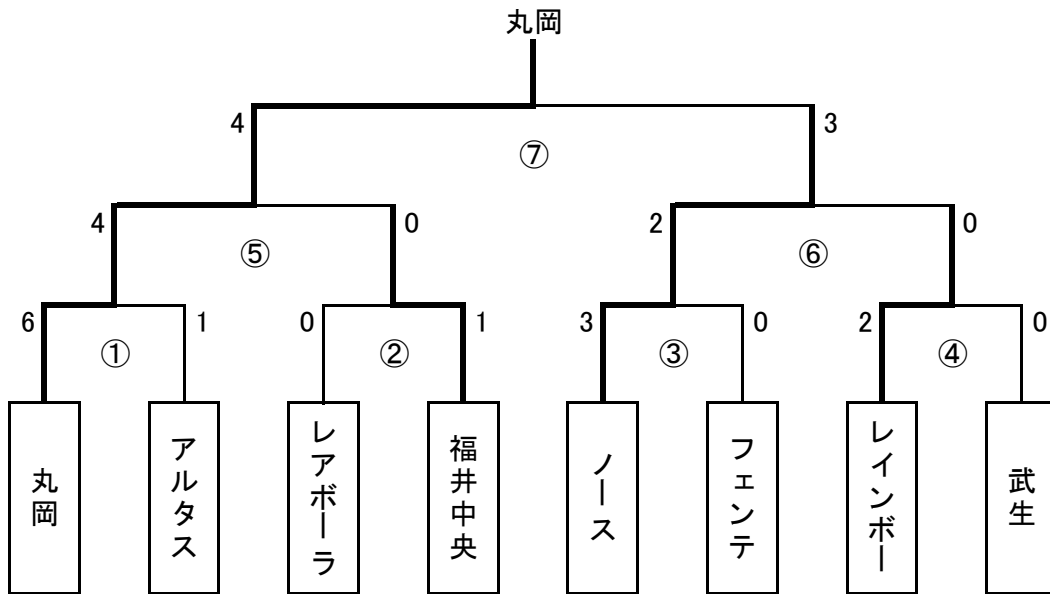 丸岡
4 3
⑦
4 0 2 0
⑤ ⑥
6 1 0 1 3 0 2 0
① ② ③ ④
丸岡
アルタス
レアボーラ
福井中央
ノース
フェンテ
レインボー
武生